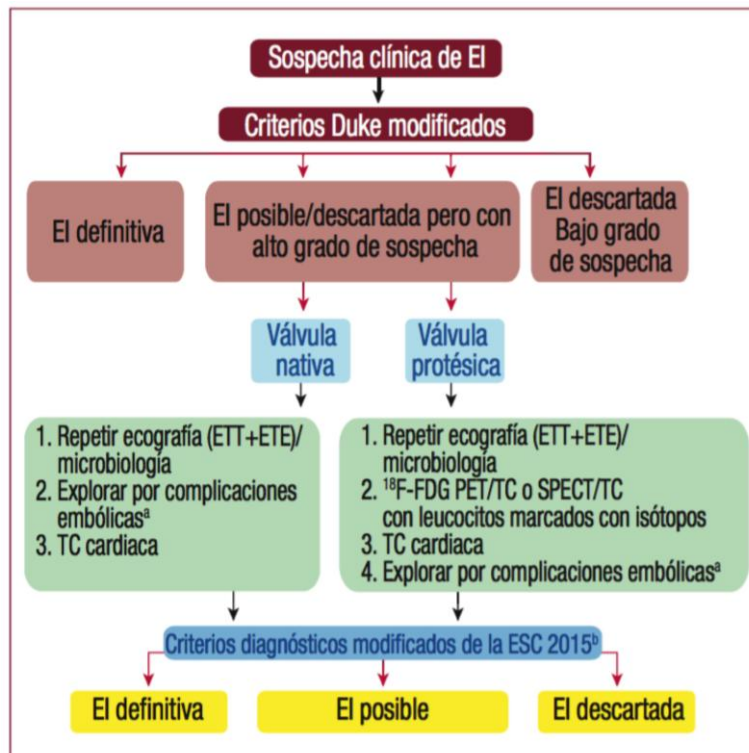 Sospecha clínica de EI
Criterios Duke modificados
EI definitiva
EI posible/descartada pero con
alto grado de sospecha
EI descartada
Bajo grado
de sospecha
Válvula
nativa
Válvula
protésica
1. Repetir ecografía (ETT+ETE)/
microbiología
2. Explorar por complicaciones
embólicasᵃ
3. TC cardiaca
1. Repetir ecografía (ETT+ETE)/
microbiología
2. ¹⁸F-FDG PET/TC o SPECT/TC
con leucocitos marcados con isótopos
3. TC cardiaca
4. Explorar por complicaciones embólicasᵃ
Criterios diagnósticos modificados de la ESC 2015ᵇ
EI definitiva
EI posible
EI descartada